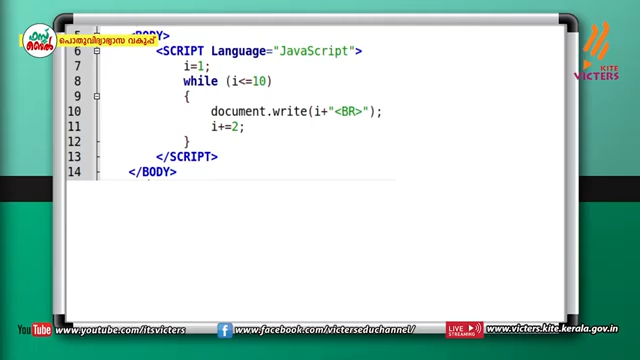 ഫസ്റ്റ് ബെൽ
പൊതുവിദ്യാഭ്യാസ വകുപ്പ്
KITE
VICTERS
5 <BODY>
6 <SCRIPT Language="JavaScript">
7 i=1;
8 while (i<=10)
9 {
10 document.write(i+"<BR>");
11 i+=2;
12 }
13 </SCRIPT>
14 </BODY>
YouTube www.youtube.com/itsvicters
f www.facebook.com/victerseduchannel/
LIVE STREAMING www.victers.kite.kerala.gov.in